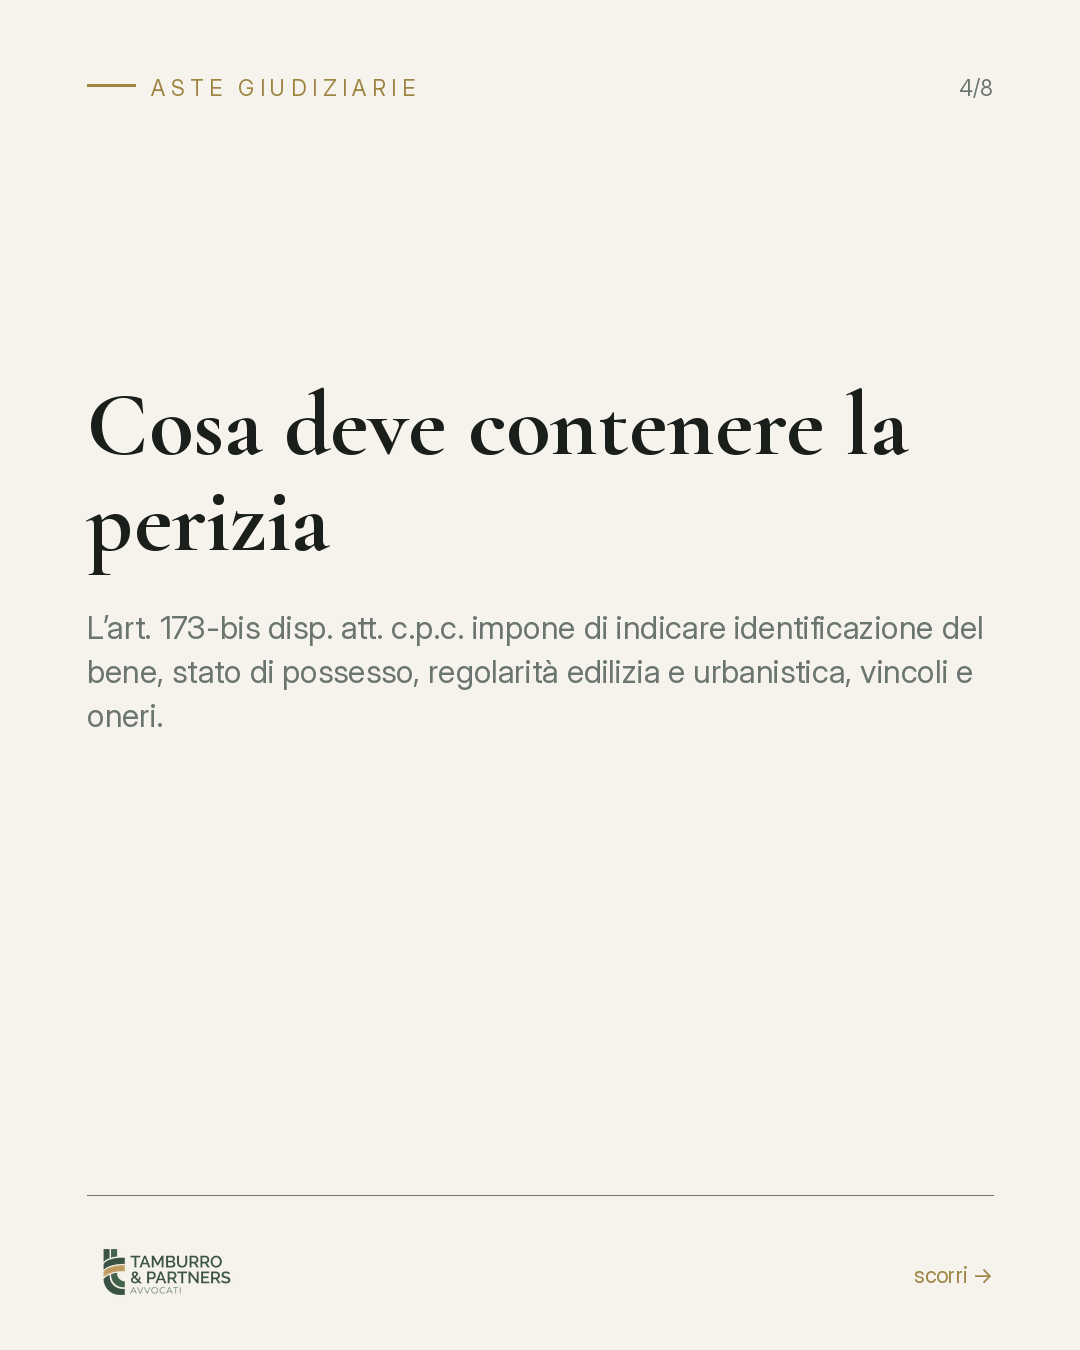 ASTE GIUDIZIARIE
4/8
Cosa deve contenere la
perizia
L’art. 173-bis disp. att. c.p.c. impone di indicare identificazione del
bene, stato di possesso, regolarità edilizia e urbanistica, vincoli e
oneri.
TAMBURRO
& PARTNERS
AVVOCATI
scorri →